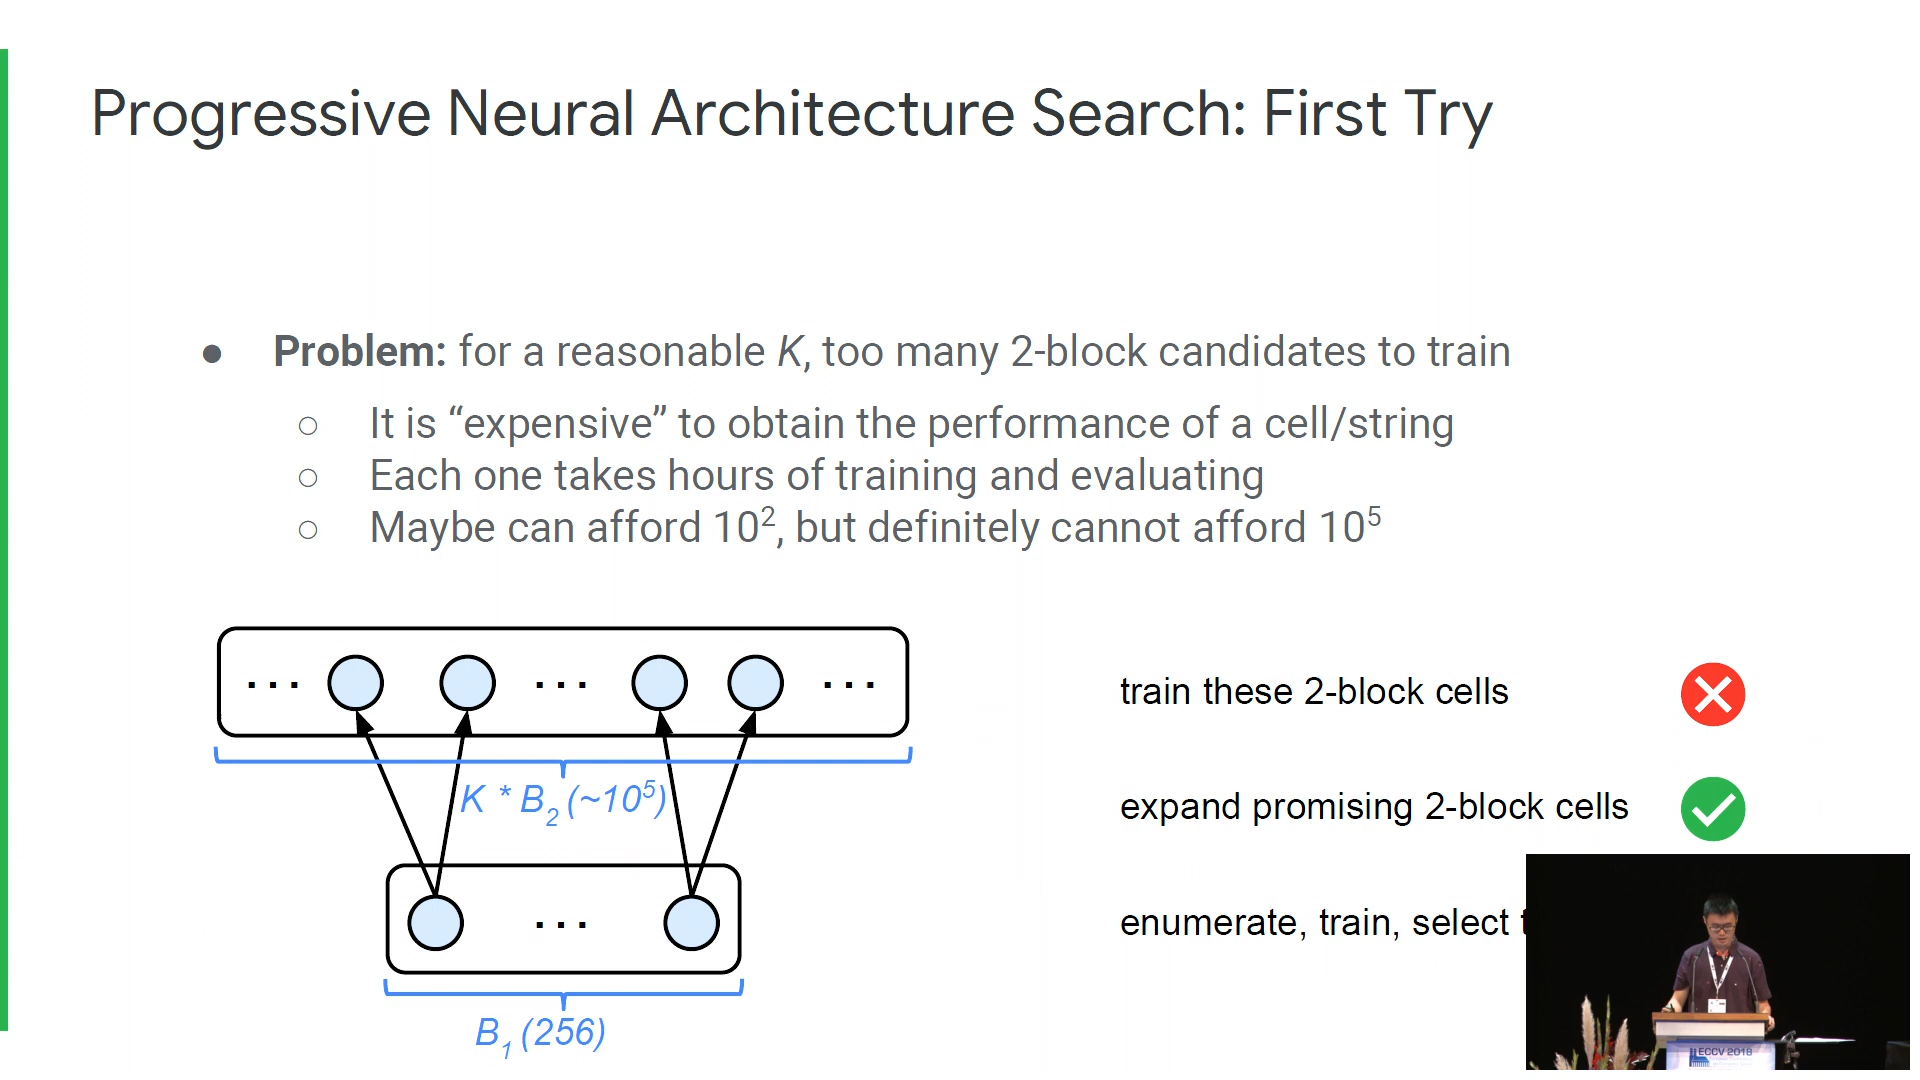 Progressive Neural Architecture Search: First Try
● Problem: for a reasonable K, too many 2-block candidates to train
○ It is “expensive” to obtain the performance of a cell/string
○ Each one takes hours of training and evaluating
○ Maybe can afford 10², but definitely cannot afford 10⁵
... ... ...
train these 2-block cells
K * B₂ (~10⁵)
expand promising 2-block cells
...
enumerate, train, select
B₁ (256)
ECCV 2018